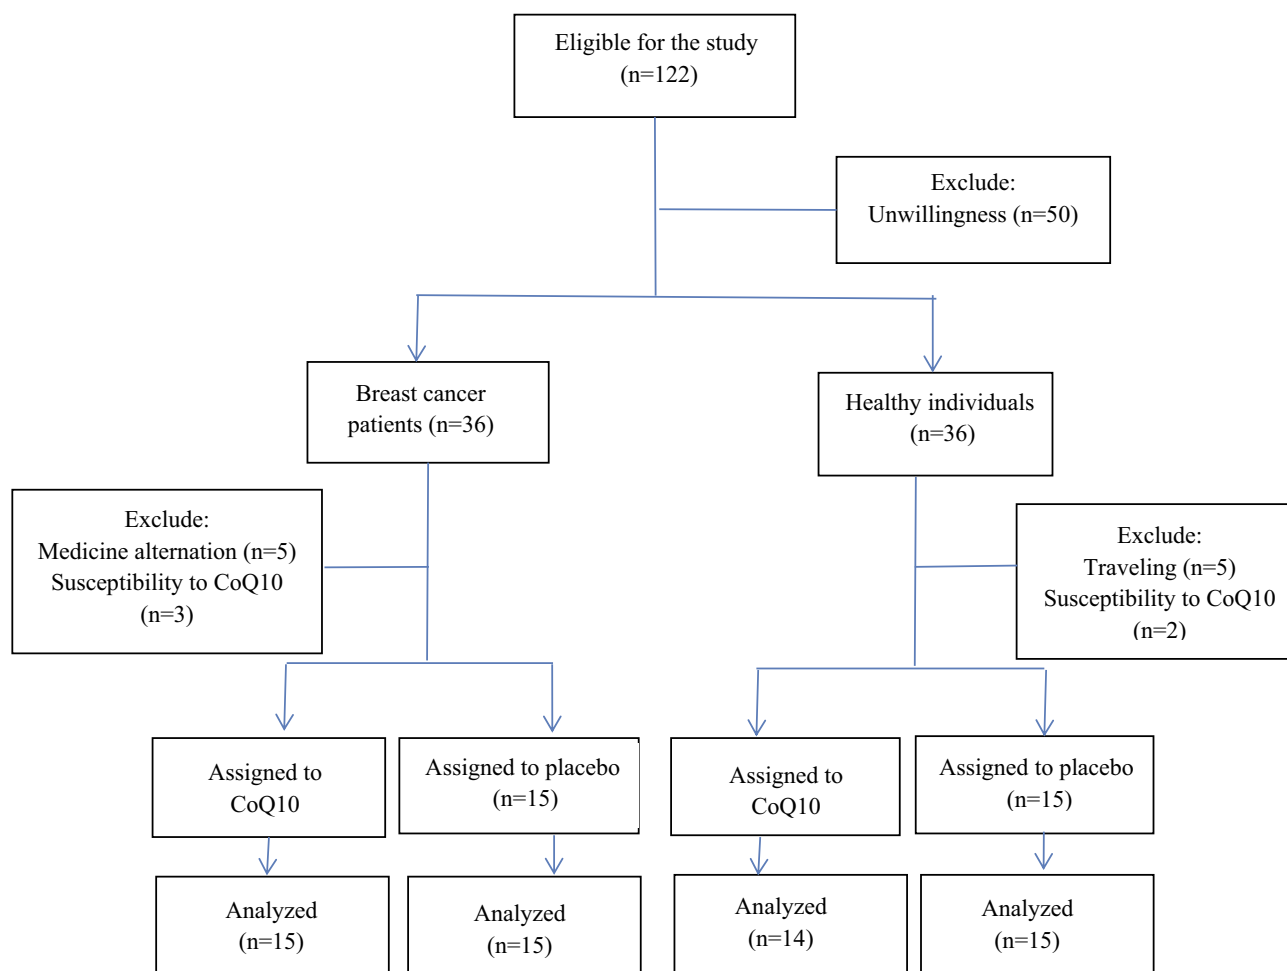 Eligible for the study
(n=122)
Exclude:
Unwillingness (n=50)
Breast cancer
patients (n=36)
Healthy individuals
(n=36)
Exclude:
Medicine alternation (n=5)
Susceptibility to CoQ10
(n=3)
Exclude:
Traveling (n=5)
Susceptibility to CoQ10
(n=2)
Assigned to
CoQ10
Assigned to placebo
(n=15)
Assigned to
CoQ10
Assigned to placebo
(n=15)
Analyzed
(n=15)
Analyzed
(n=15)
Analyzed
(n=14)
Analyzed
(n=15)